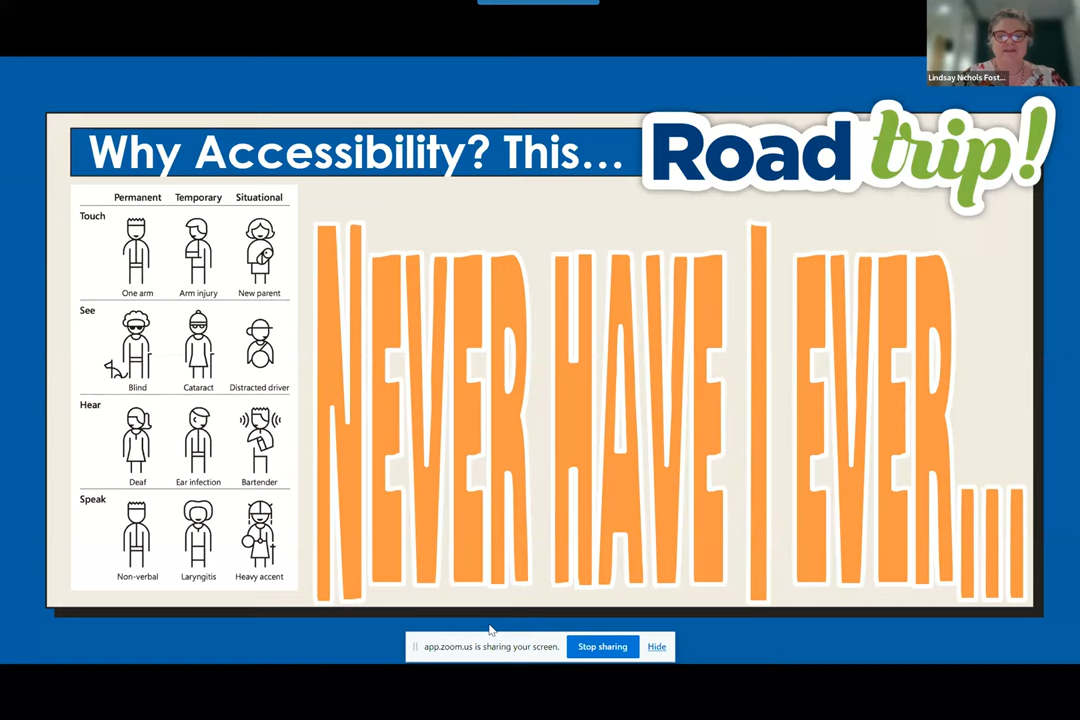 Lindsay Nichols Fost...
Why Accessibility? This...
Road trip!
Permanent Temporary Situational
Touch
One arm Arm injury New parent
See
Blind Cataract Distracted driver
Hear
Deaf Ear infection Bartender
Speak
Non-verbal Laryngitis Heavy accent
NEVER HAVE I EVER...
app.zoom.us is sharing your screen. Stop sharing Hide